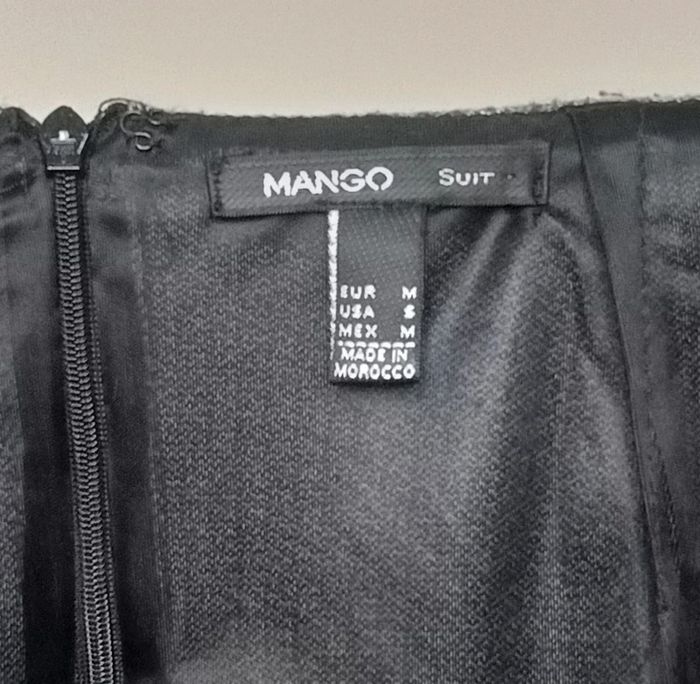 MANGO SUIT
EUR M
USA S
MEX M
MADE IN
MOROCCO